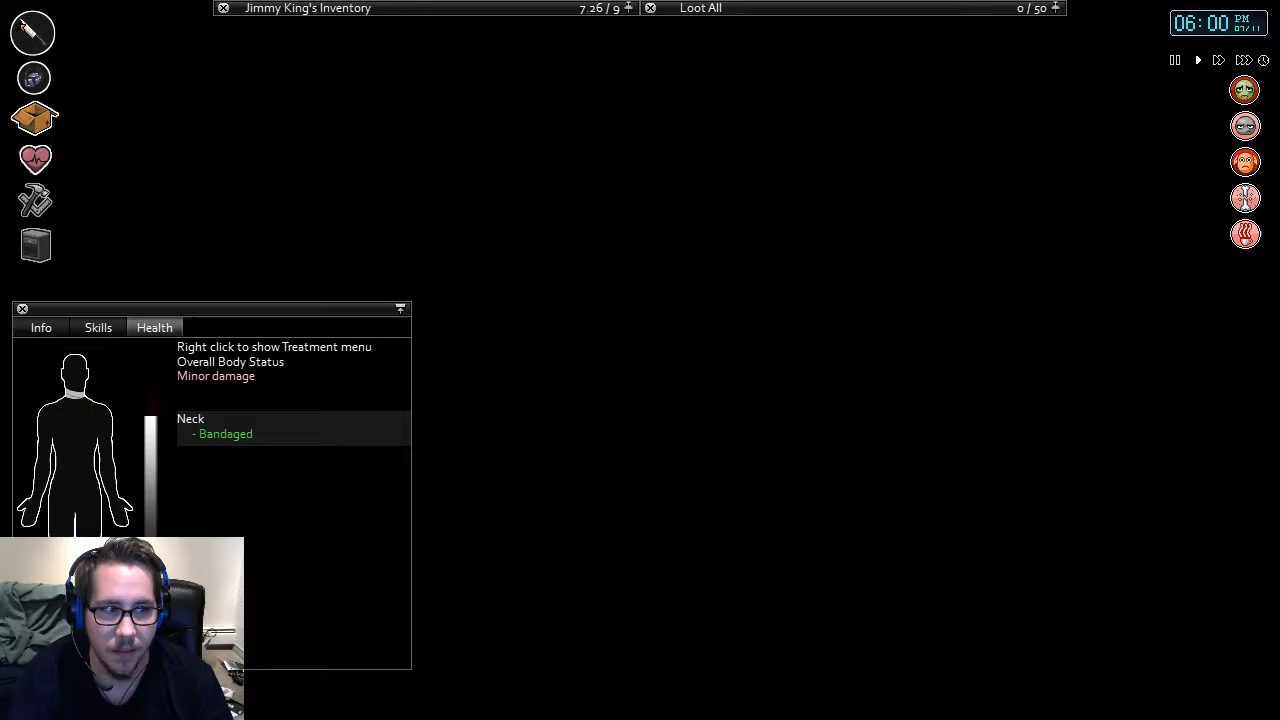 Jimmy King's Inventory 7.26 / 9
Loot All 0 / 50
06:00 PM
Info Skills Health
Right click to show Treatment menu
Overall Body Status
Minor damage
Neck
- Bandaged